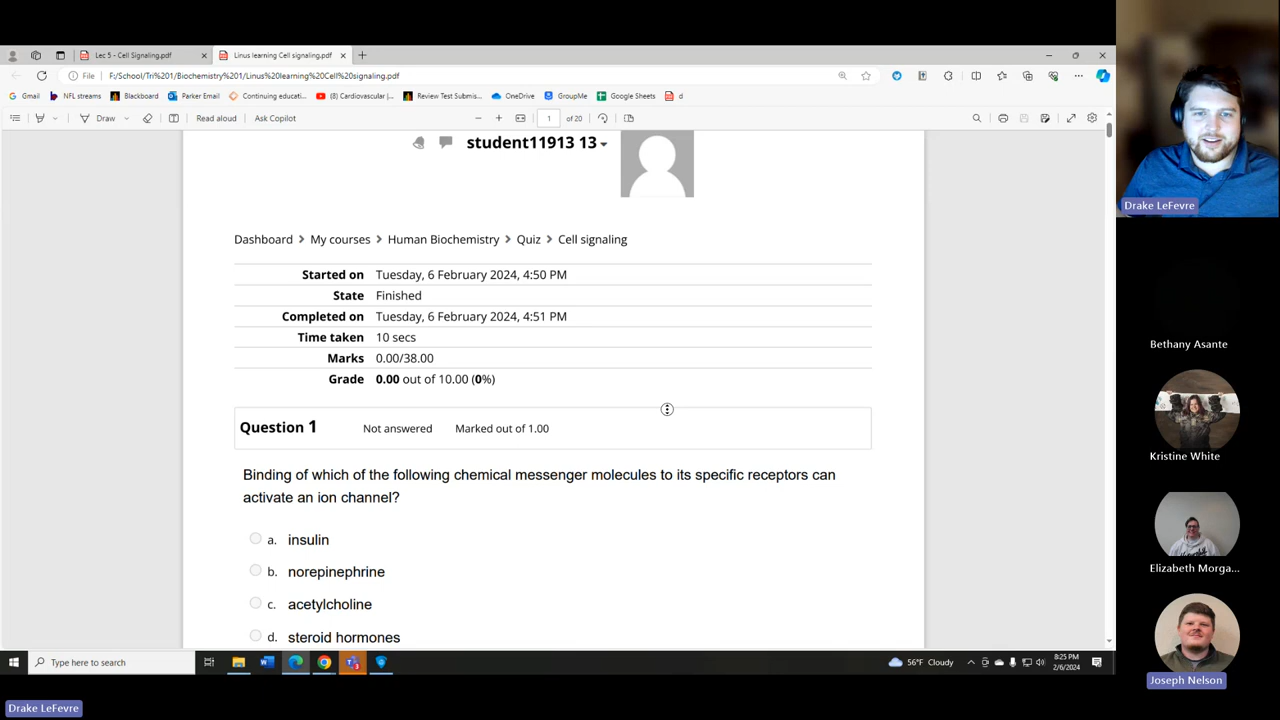 Lec 5 - Cell Signaling.pdf
Linus learning Cell signaling.pdf
File
F:/School/Tri%201/Biochemistry%201/Linus%20learning%20Cell%20signaling.pdf
Gmail
NFL streams
Blackboard
Parker Email
Continuing educati...
(8) Cardiovascular |...
Review Test Submis...
OneDrive
GroupMe
Google Sheets
d
Draw
Read aloud
Ask Copilot
1
of 20
student11913 13
Dashboard > My courses > Human Biochemistry > Quiz > Cell signaling
Started on Tuesday, 6 February 2024, 4:50 PM
State Finished
Completed on Tuesday, 6 February 2024, 4:51 PM
Time taken 10 secs
Marks 0.00/38.00
Grade 0.00 out of 10.00 (0%)
Question 1 Not answered Marked out of 1.00
Binding of which of the following chemical messenger molecules to its specific receptors can
activate an ion channel?
a. insulin
b. norepinephrine
c. acetylcholine
d. steroid hormones
Type here to search
56°F Cloudy
8:25 PM
2/6/2024
Drake LeFevre
Bethany Asante
Kristine White
Elizabeth Morga...
Joseph Nelson
Drake LeFevre